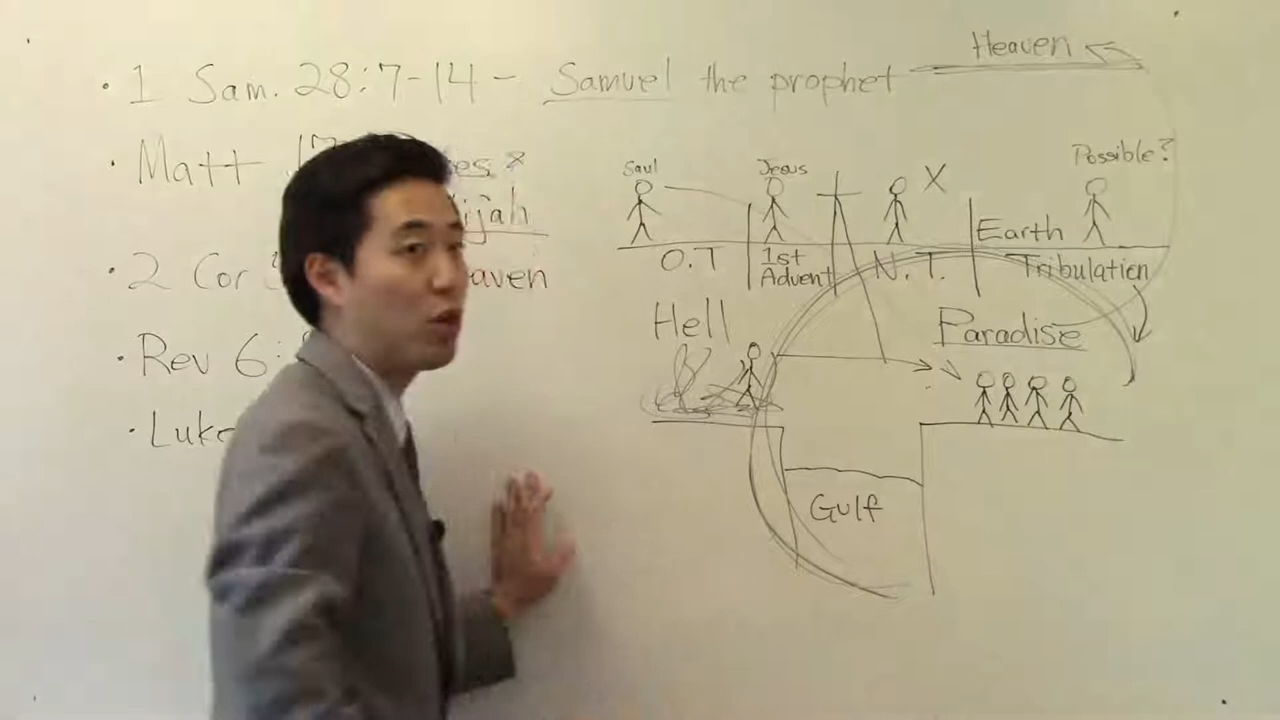 Heaven
• 1 Sam. 28:7-14 - Samuel the prophet
• Matt 17
• 2 Cor
• Rev 6:
• Luke
Saul
Jesus
X
Possible?
Earth
O.T
1st
Advent
N.T.
Tribulation
Hell
Paradise
Gulf